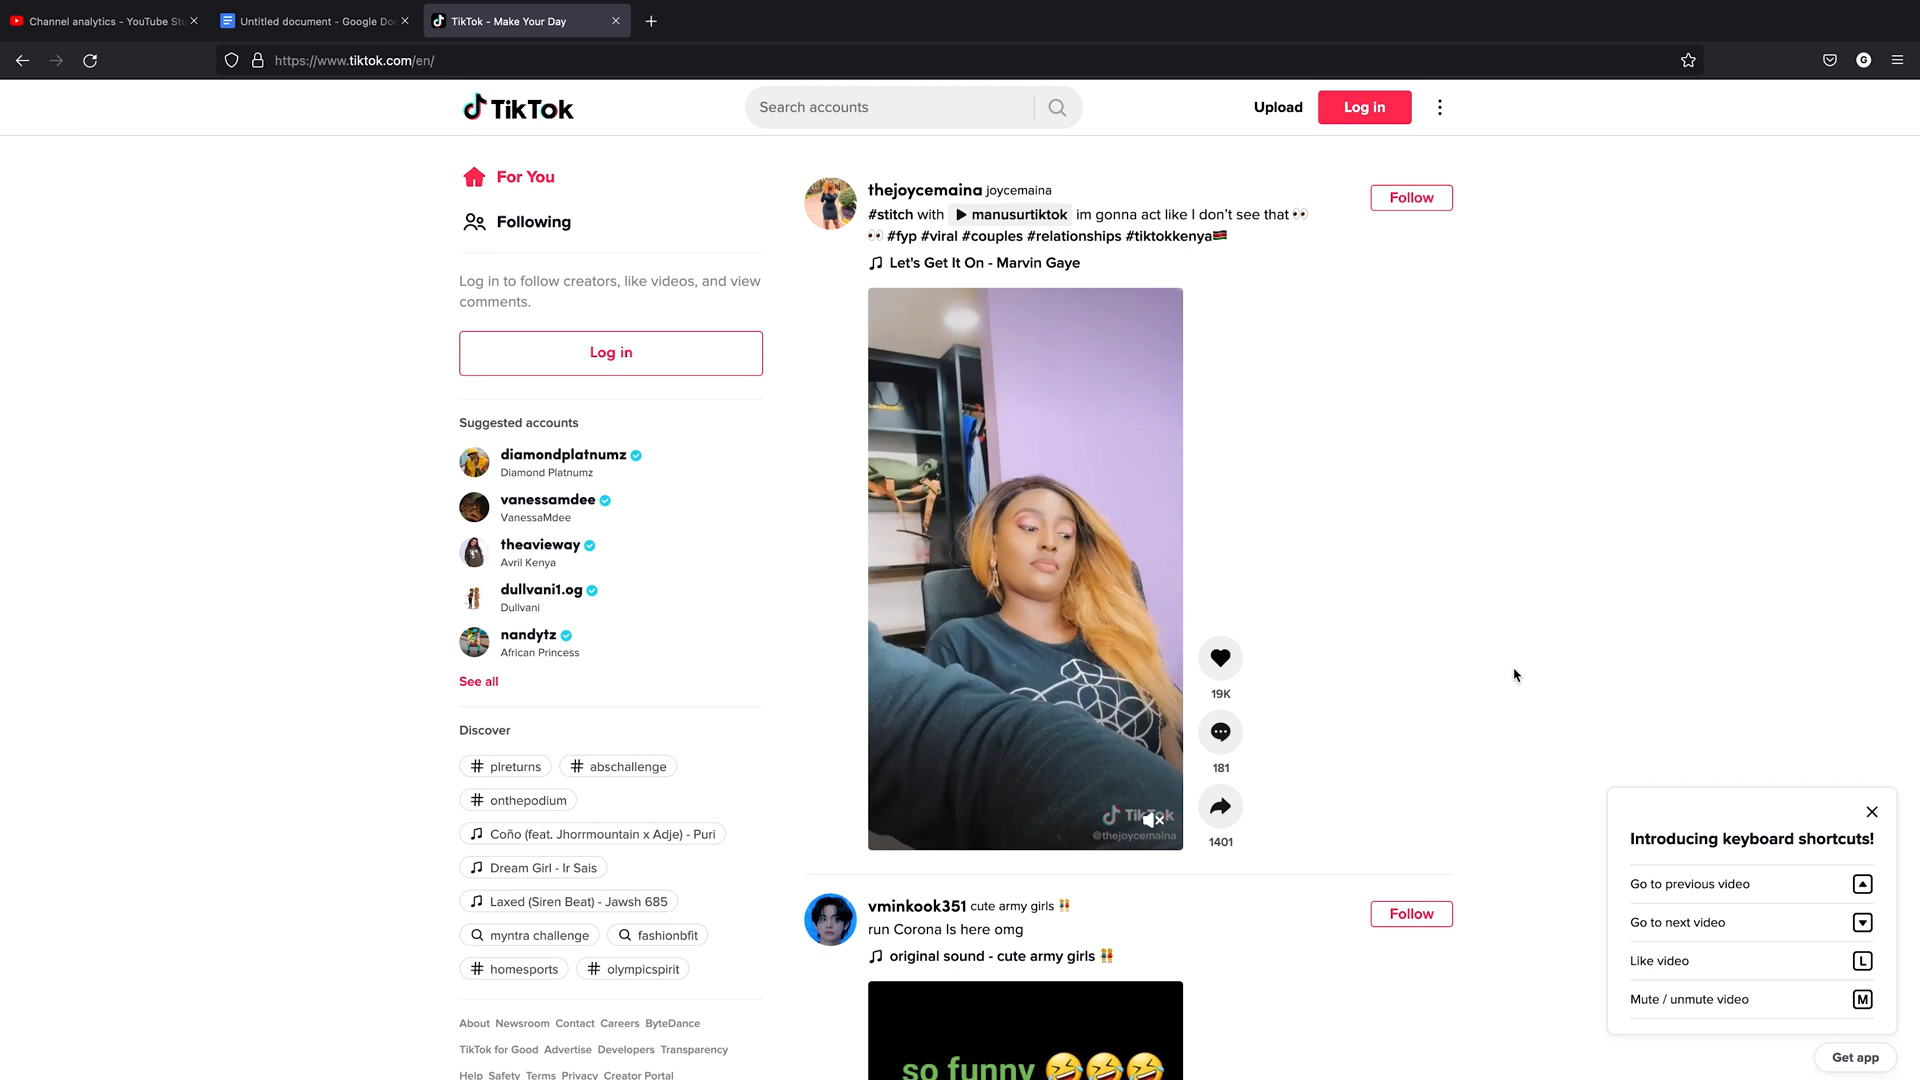 Channel analytics - YouTube Stu
Untitled document - Google Doc
TikTok - Make Your Day
https://www.tiktok.com/en/
TikTok
Search accounts
Upload
Log in
For You
Following
Log in to follow creators, like videos, and view
comments.
Log in
Suggested accounts
diamondplatnumz
Diamond Platnumz
vanessamdee
VanessaMdee
theavieway
Avril Kenya
dullvani1.og
Dullvani
nandytz
African Princess
See all
Discover
# plreturns
# abschallenge
# onthepodium
Coño (feat. Jhorrmountain x Adje) - Puri
Dream Girl - Ir Sais
Laxed (Siren Beat) - Jawsh 685
myntra challenge
fashionbfit
# homesports
# olympicspirit
About Newsroom Contact Careers ByteDance
TikTok for Good Advertise Developers Transparency
Help Safety Terms Privacy Creator Portal
thejoycemaina joycemaina
#stitch with ▶ manusurtiktok im gonna act like I don't see that 👀
👀 #fyp #viral #couples #relationships #tiktokkenya🇰🇪
Let's Get It On - Marvin Gaye
Follow
TikTok
@thejoycemaina
19K
181
1401
vminkook351 cute army girls 👯
run Corona Is here omg
original sound - cute army girls 👯
Follow
so funny 🤣🤣🤣
Introducing keyboard shortcuts!
Go to previous video
Go to next video
Like video L
Mute / unmute video M
Get app
G